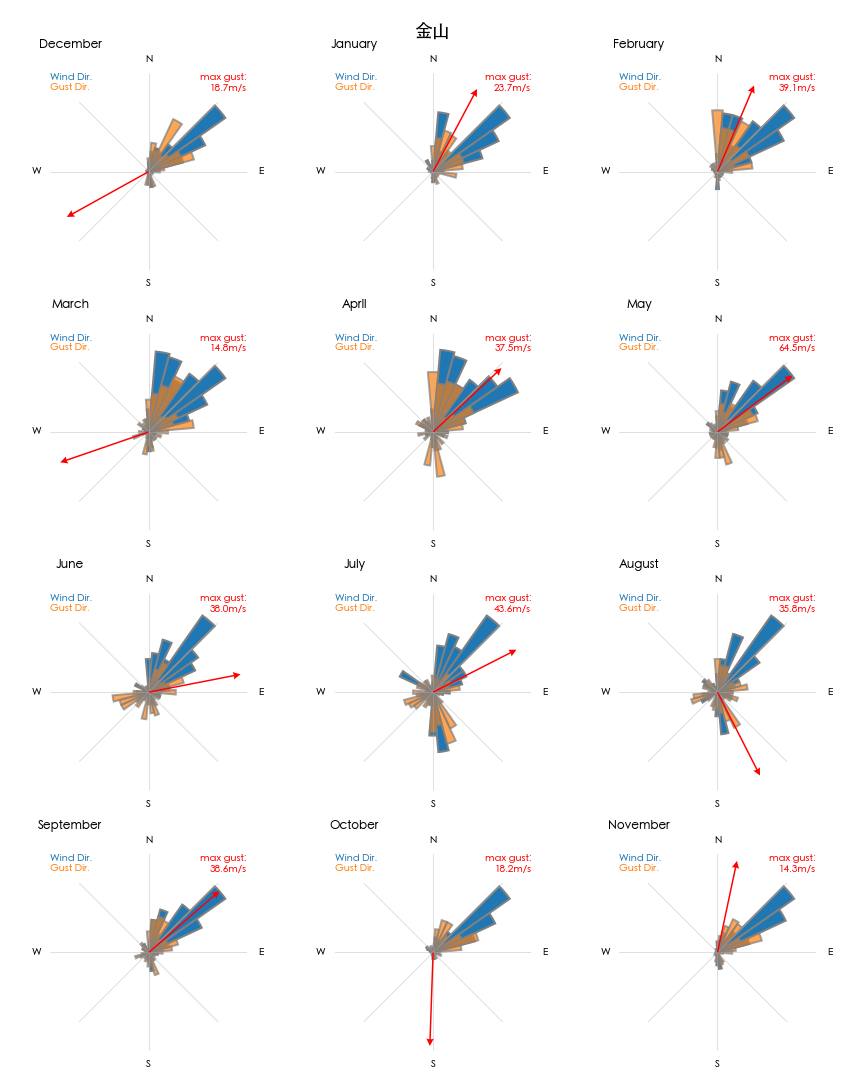 金山
December
N
Wind Dir.
Gust Dir.
max gust:
18.7m/s
W
E
S
January
N
Wind Dir.
Gust Dir.
max gust:
23.7m/s
W
E
S
February
N
Wind Dir.
Gust Dir.
max gust:
39.1m/s
W
E
S
March
N
Wind Dir.
Gust Dir.
max gust:
14.8m/s
W
E
S
April
N
Wind Dir.
Gust Dir.
max gust:
37.5m/s
W
E
S
May
N
Wind Dir.
Gust Dir.
max gust:
64.5m/s
W
E
S
June
N
Wind Dir.
Gust Dir.
max gust:
38.0m/s
W
E
S
July
N
Wind Dir.
Gust Dir.
max gust:
43.6m/s
W
E
S
August
N
Wind Dir.
Gust Dir.
max gust:
35.8m/s
W
E
S
September
N
Wind Dir.
Gust Dir.
max gust:
38.6m/s
W
E
S
October
N
Wind Dir.
Gust Dir.
max gust:
18.2m/s
W
E
S
November
N
Wind Dir.
Gust Dir.
max gust:
14.3m/s
W
E
S